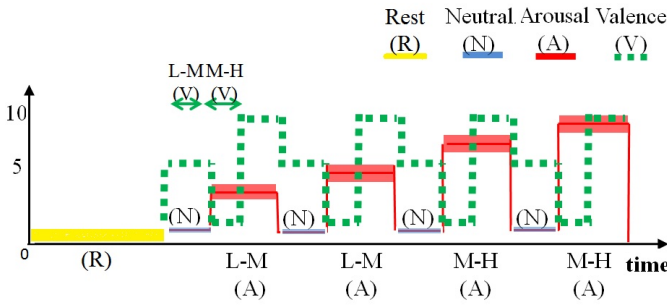 Rest Neutral Arousal Valence
(R) (N) (A) (V)
L-M M-H
(V) (V)
10
5
(N) (N) (N) (N)
0
(R) L-M L-M M-H M-H time
(A) (A) (A) (A)